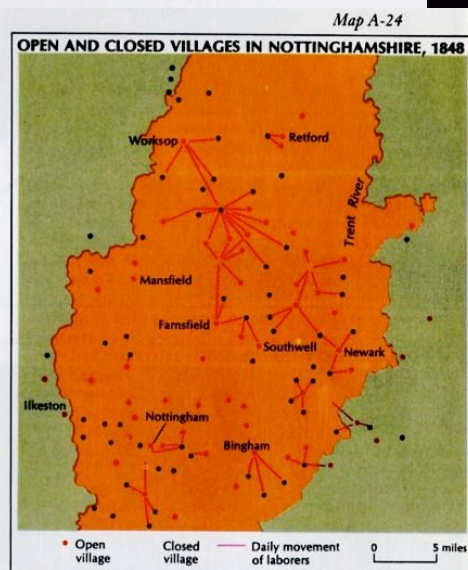 Map A-24
OPEN AND CLOSED VILLAGES IN NOTTINGHAMSHIRE, 1848
Worksop
Retford
Trent River
Mansfield
Farnsfield
Southwell
Newark
Ilkeston
Nottingham
Bingham
Open
village
Closed
village
Daily movement
of laborers
0
5 miles